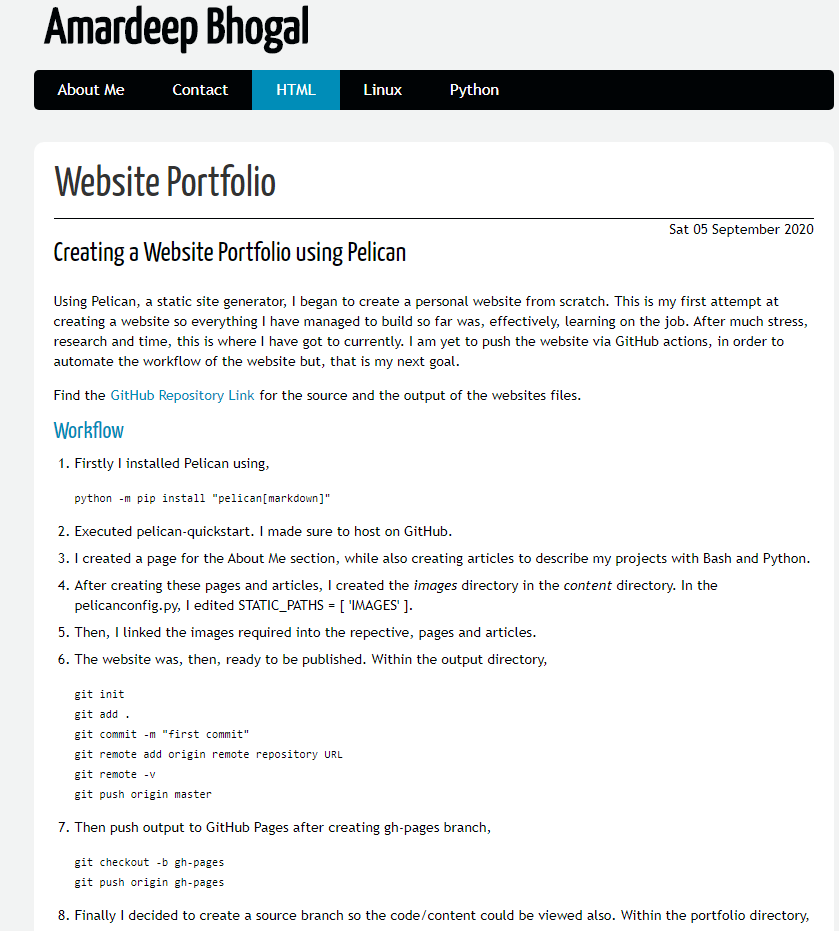 Amardeep Bhogal
About Me Contact HTML Linux Python
Website Portfolio
Sat 05 September 2020
Creating a Website Portfolio using Pelican
Using Pelican, a static site generator, I began to create a personal website from scratch. This is my first attempt at
creating a website so everything I have managed to build so far was, effectively, learning on the job. After much stress,
research and time, this is where I have got to currently. I am yet to push the website via GitHub actions, in order to
automate the workflow of the website but, that is my next goal.
Find the GitHub Repository Link for the source and the output of the websites files.
Workflow
1. Firstly I installed Pelican using,
python -m pip install "pelican[markdown]"
2. Executed pelican-quickstart. I made sure to host on GitHub.
3. I created a page for the About Me section, while also creating articles to describe my projects with Bash and Python.
4. After creating these pages and articles, I created the images directory in the content directory. In the
pelicanconfig.py, I edited STATIC_PATHS = [ 'IMAGES' ].
5. Then, I linked the images required into the repective, pages and articles.
6. The website was, then, ready to be published. Within the output directory,
git init
git add .
git commit -m "first commit"
git remote add origin remote repository URL
git remote -v
git push origin master
7. Then push output to GitHub Pages after creating gh-pages branch,
git checkout -b gh-pages
git push origin gh-pages
8. Finally I decided to create a source branch so the code/content could be viewed also. Within the portfolio directory,